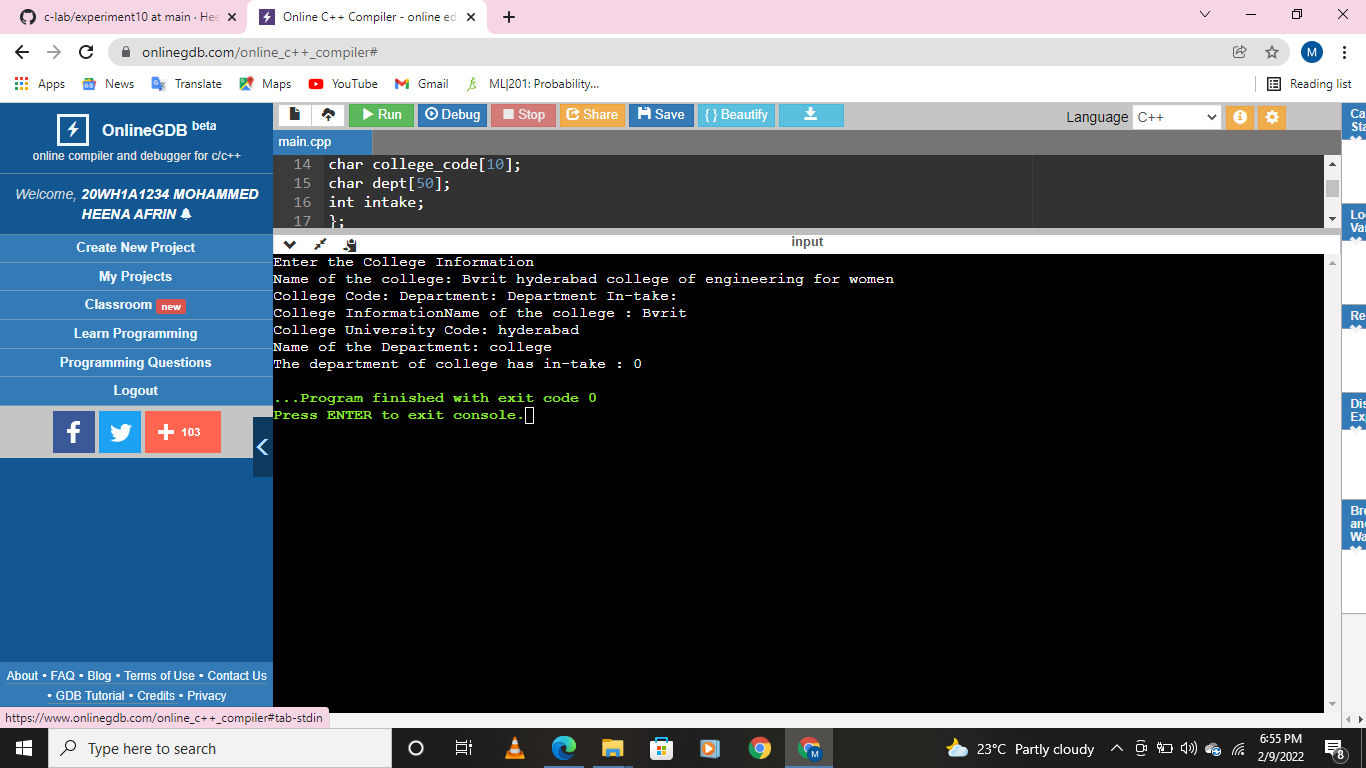 c-lab/experiment10 at main · Hee
Online C++ Compiler - online ed
onlinegdb.com/online_c++_compiler#
M
Apps
News
Translate
Maps
YouTube
Gmail
ML|201: Probability...
Reading list
OnlineGDB beta
online compiler and debugger for c/c++
Welcome, 20WH1A1234 MOHAMMED
HEENA AFRIN
Create New Project
My Projects
Classroom new
Learn Programming
Programming Questions
Logout
+ 103
About • FAQ • Blog • Terms of Use • Contact Us
• GDB Tutorial • Credits • Privacy
https://www.onlinegdb.com/online_c++_compiler#tab-stdin
Run
Debug
Stop
Share
Save
{ } Beautify
Language C++
main.cpp
14 char college_code[10];
15 char dept[50];
16 int intake;
17 };
input
Enter the College Information
Name of the college: Bvrit hyderabad college of engineering for women
College Code: Department: Department In-take:
College InformationName of the college : Bvrit
College University Code: hyderabad
Name of the Department: college
The department of college has in-take : 0
...Program finished with exit code 0
Press ENTER to exit console.
Ca
Sta
Lo
Var
Re
Dis
Exp
Bre
and
Wa
Type here to search
M
23°C Partly cloudy
6:55 PM
2/9/2022
8